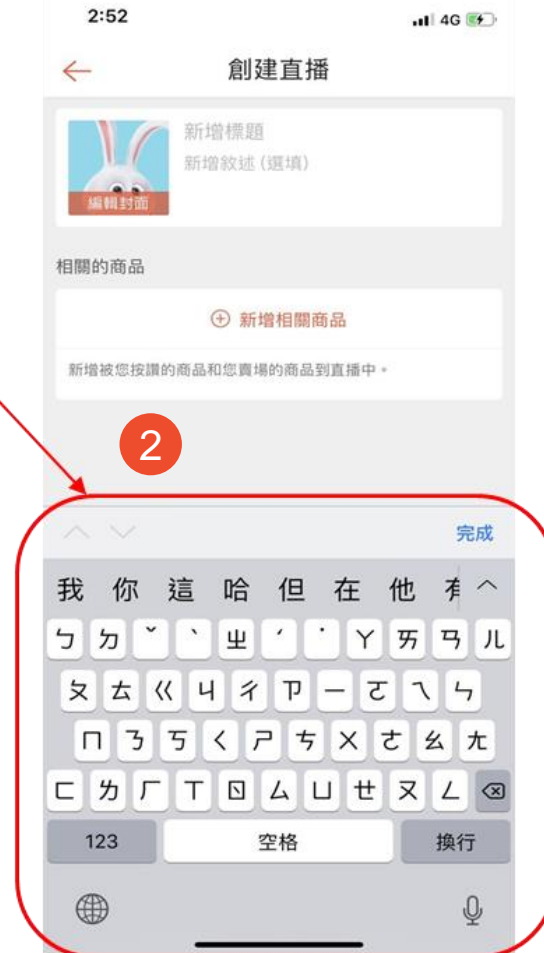 2:52
4G
創建直播
新增標題
新增敘述 (選填)
編輯封面
相關的商品
新增相關商品
新增被您按讚的商品和您賣場的商品到直播中。
2
完成
我 你 這 哈 但 在 他 有
ㄅ ㄉ ˇ ˋ ㄓ ˊ ˙ ㄚ ㄞ ㄢ ㄦ
ㄆ ㄊ ㄍ ㄐ ㄔ ㄗ ㄧ ㄛ ㄟ ㄣ
ㄇ ㄋ ㄎ ㄑ ㄕ ㄘ ㄨ ㄜ ㄠ ㄤ
ㄈ ㄌ ㄏ ㄒ ㄖ ㄙ ㄩ ㄝ ㄡ ㄥ
123 空格 換行